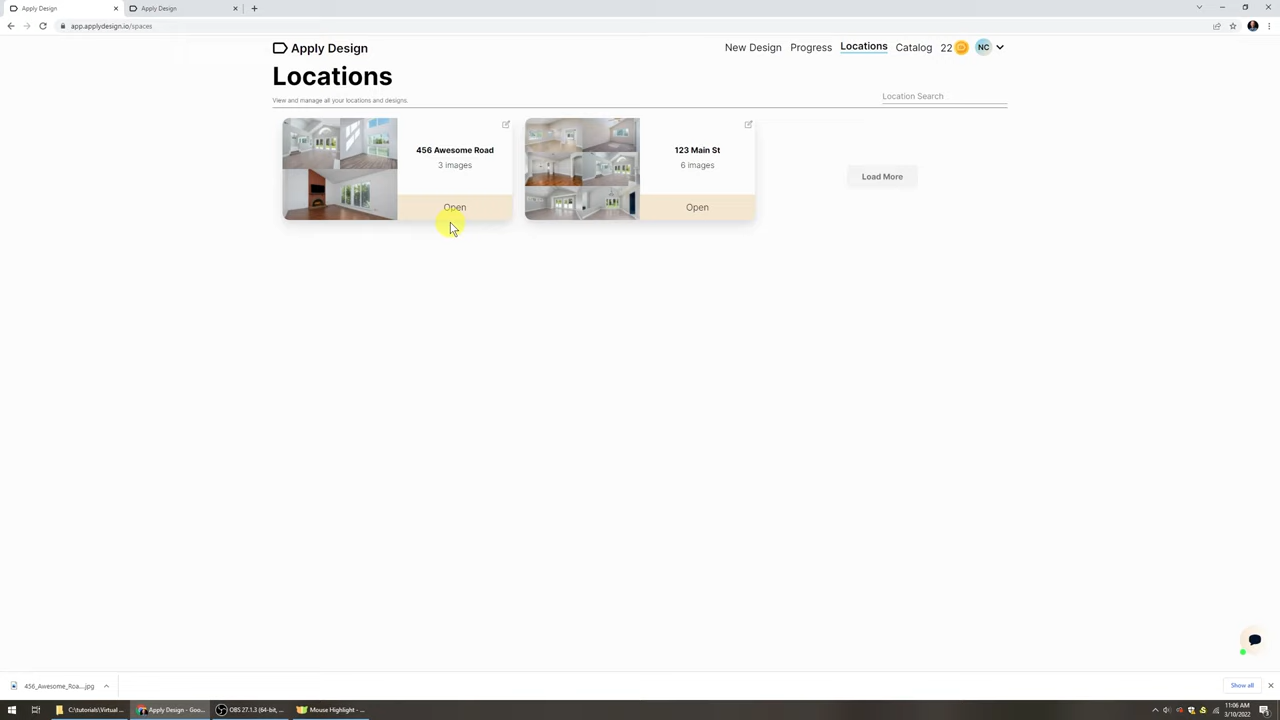 Apply Design
Apply Design
app.applydesign.io/spaces
Apply Design
New Design
Progress
Locations
Catalog
22
NC
Locations
View and manage all your locations and designs.
Location Search
456 Awesome Road
3 images
Open
123 Main St
6 images
Open
Load More
456_Awesome_Roa....jpg
Show all
C:\tutorials\Virtual ...
Apply Design - Goo...
OBS 27.1.3 (64-bit, ...
Mouse Highlight - ...
11:06 AM
3/10/2022